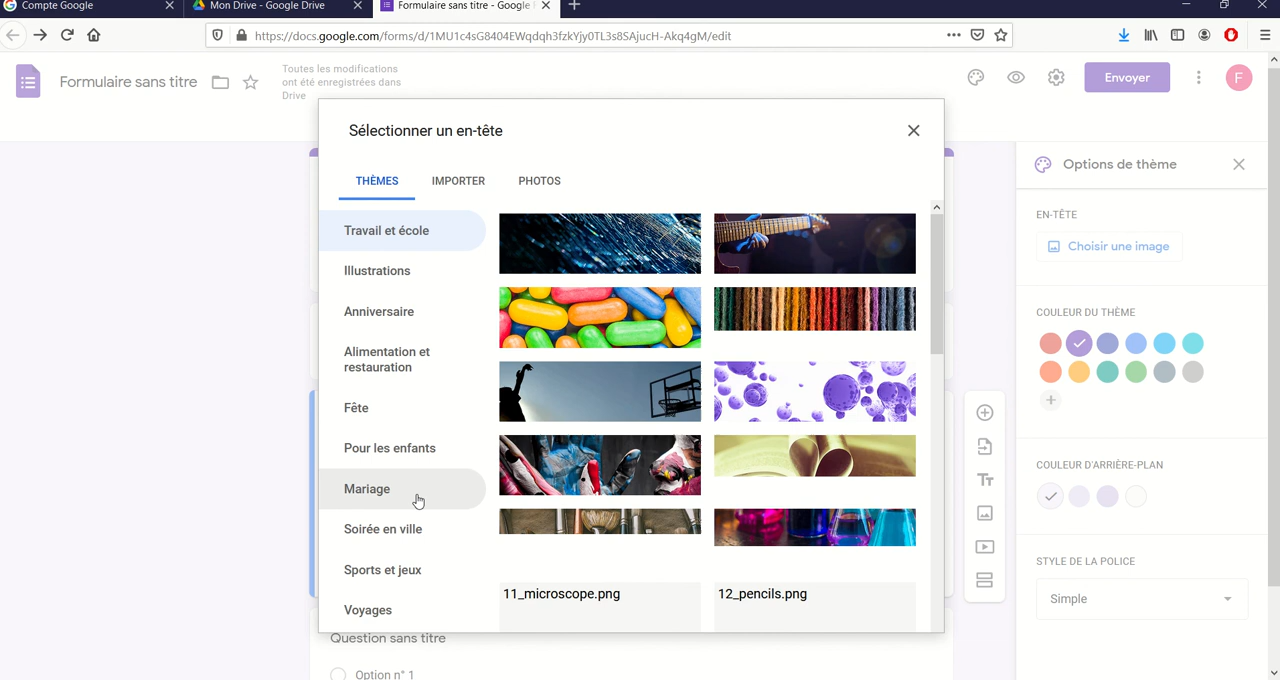 Compte Google
Mon Drive - Google Drive
Formulaire sans titre - Google F
https://docs.google.com/forms/d/1MU1c4sG8404EWqdqh3fzkYjy0TL3s8SAjucH-Akq4gM/edit
Formulaire sans titre
Toutes les modifications
ont été enregistrées dans
Drive
Envoyer
F
Sélectionner un en-tête
THÈMES
IMPORTER
PHOTOS
Travail et école
Illustrations
Anniversaire
Alimentation et
restauration
Fête
Pour les enfants
Mariage
Soirée en ville
Sports et jeux
Voyages
11_microscope.png
12_pencils.png
Question sans titre
Option n° 1
Options de thème
EN-TÊTE
Choisir une image
COULEUR DU THÈME
COULEUR D'ARRIÈRE-PLAN
STYLE DE LA POLICE
Simple